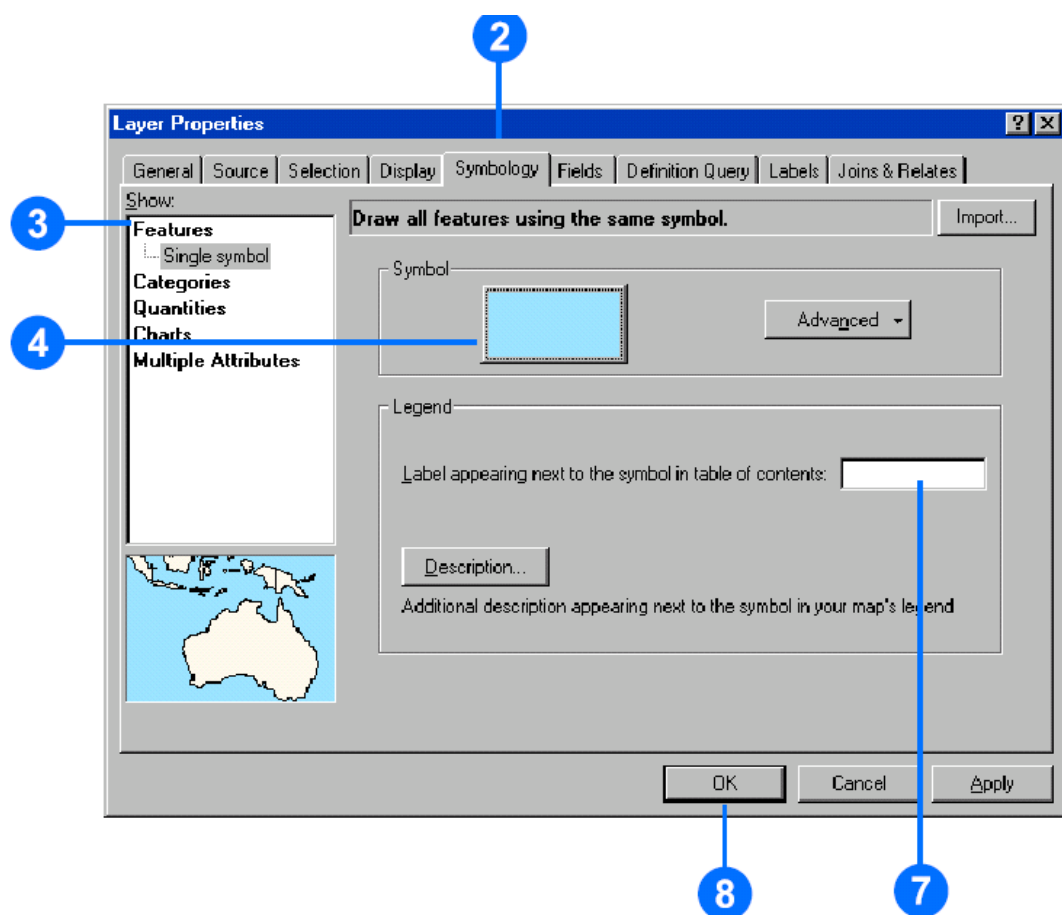 2
Layer Properties
General Source Selection Display Symbology Fields Definition Query Labels Joins & Relates
Show:
3
Features
Single symbol
Categories
Quantities
Charts
Multiple Attributes
4
Draw all features using the same symbol.
Import...
Symbol
Advanced
Legend
Label appearing next to the symbol in table of contents:
Description...
Additional description appearing next to the symbol in your map's legend
OK Cancel Apply
8
7